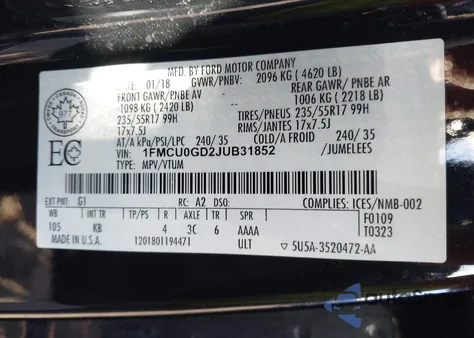 MFD. BY FORD MOTOR COMPANY
DATE: 01/18 GVWR/PNBV: 2096 KG (4620 LB)
FRONT GAWR/PNBE AV REAR GAWR/PNBE AR
1098 KG (2420 LB) 1006 KG (2218 LB)
235/55R17 99H TIRES/PNEUS 235/55R17 99H
17x7.5J RIMS/JANTES 17x7.5J
AT/A kPa/PSI/LPC 240/35 COLD/A FROID 240/35
VIN: 1FMCU0GD2JUB31852 /JUMELEES
TYPE: MPV/VTUM
EXT PNT: G1 RC: A2 DSO: COMPLIES: ICES/NMB-002
WB INT TR TP/PS R AXLE TR SPR F0109
105 KB 4 3C 6 AAAA T0323
MADE IN U.S.A. 1201801194471 ULT 5U5A-3520472-AA
CANADA
977
TRANSPORT
EC